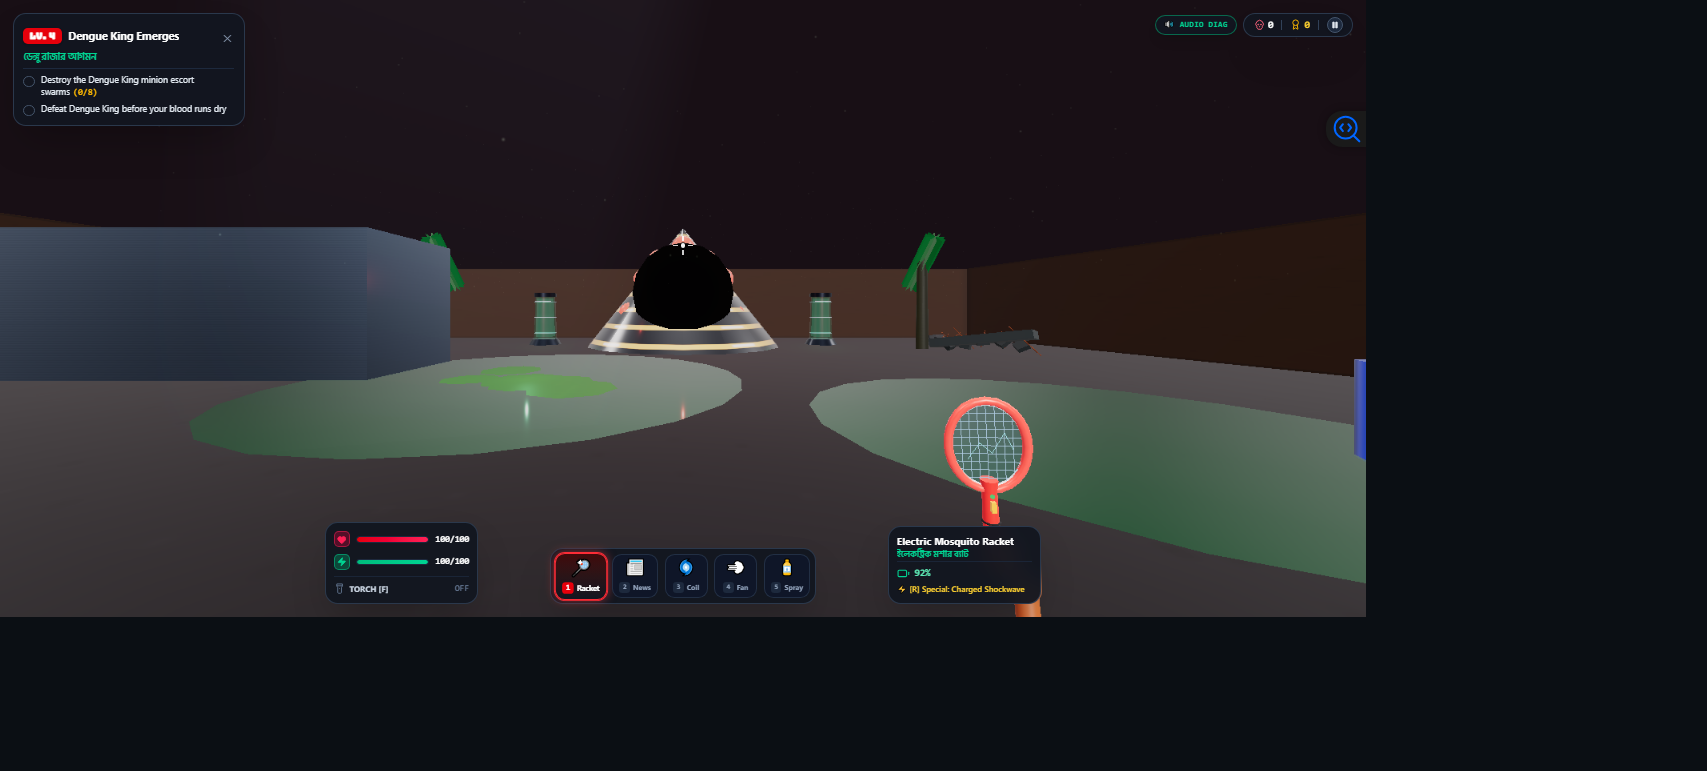 LV. 4 Dengue King Emerges
ডেঙ্গু রাজার আগমন
Destroy the Dengue King minion escort
swarms (0/8)
Defeat Dengue King before your blood runs dry
AUDIO DIAG
0
0
100/100
100/100
TORCH [F] OFF
1 Racket
2 News
3 Coil
4 Fan
5 Spray
Electric Mosquito Racket
ইলেকট্রিক মশার ব্যাট
92%
[R] Special: Charged Shockwave